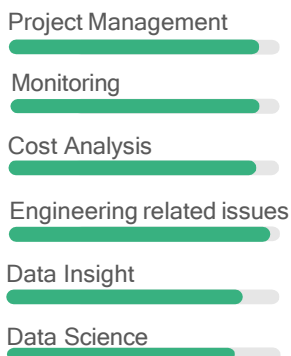 Project Management
Monitoring
Cost Analysis
Engineering related issues
Data Insight
Data Science